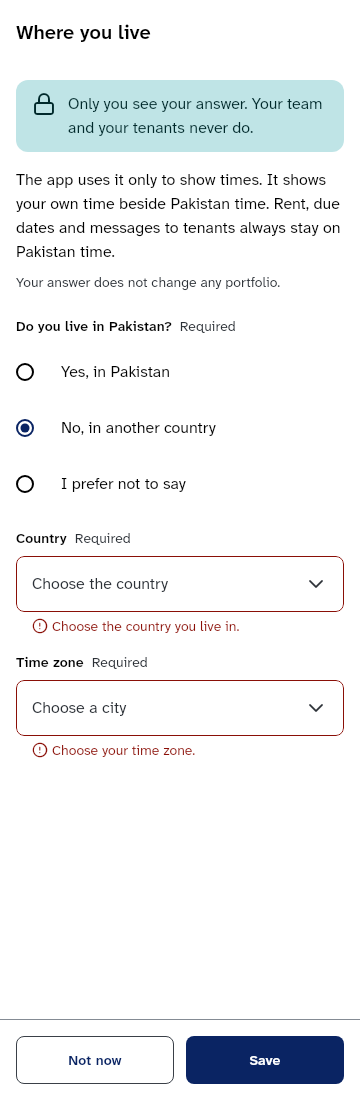 Where you live
Only you see your answer. Your team
and your tenants never do.
The app uses it only to show times. It shows
your own time beside Pakistan time. Rent, due
dates and messages to tenants always stay on
Pakistan time.
Your answer does not change any portfolio.
Do you live in Pakistan? Required
Yes, in Pakistan
No, in another country
I prefer not to say
Country Required
Choose the country
Choose the country you live in.
Time zone Required
Choose a city
Choose your time zone.
Not now
Save